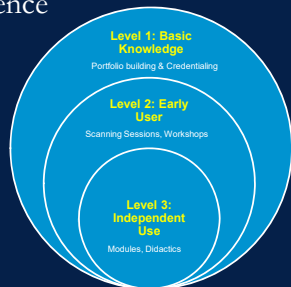 ence
Level 1: Basic
Knowledge
Portfolio building & Credentialing
Level 2: Early
User
Scanning Sessions, Workshops
Level 3:
Independent
Use
Modules, Didactics